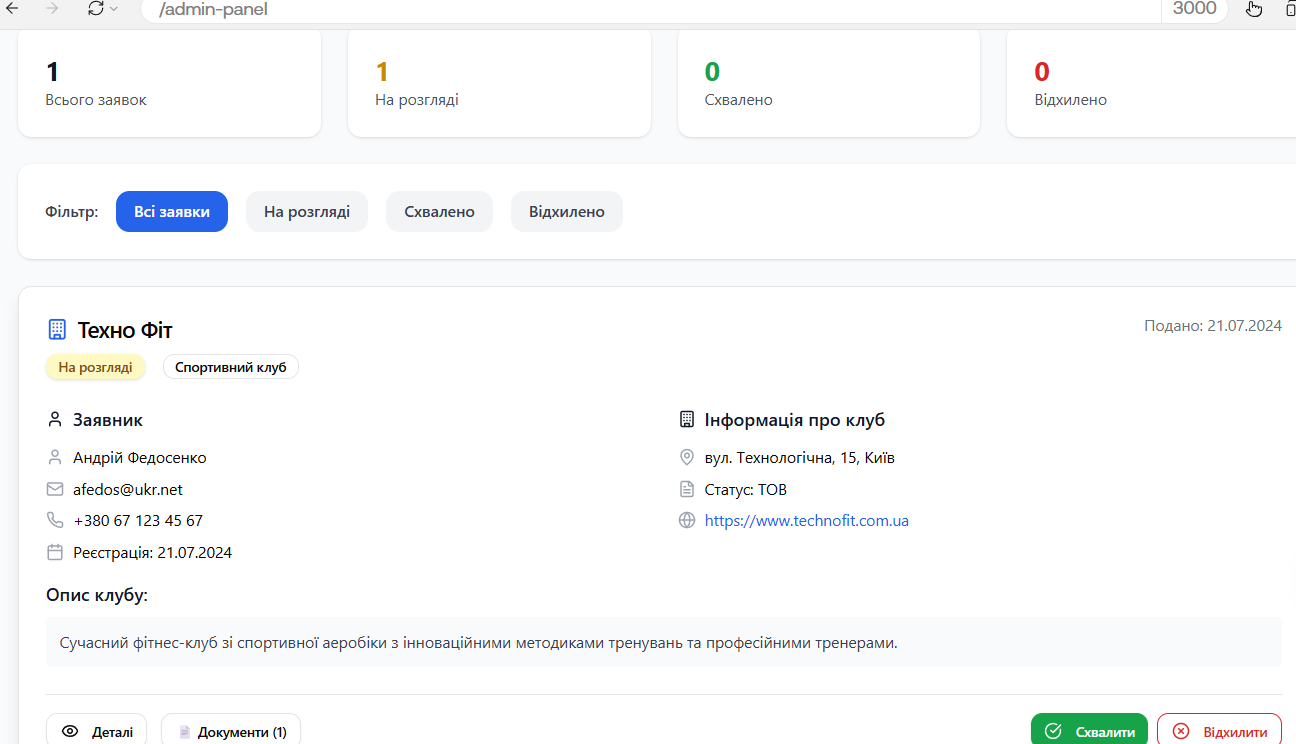 /admin-panel 3000
1 1 0 0
Всього заявок На розгляді Схвалено Відхилено
Фільтр: Всі заявки На розгляді Схвалено Відхилено
Техно Фіт Подано: 21.07.2024
На розгляді Спортивний клуб
Заявник Інформація про клуб
Андрій Федосенко вул. Технологічна, 15, Київ
afedos@ukr.net Статус: ТОВ
+380 67 123 45 67 https://www.technofit.com.ua
Реєстрація: 21.07.2024
Опис клубу:
Сучасний фітнес-клуб зі спортивної аеробіки з інноваційними методиками тренувань та професійними тренерами.
Деталі Документи (1) Схвалити Відхилити